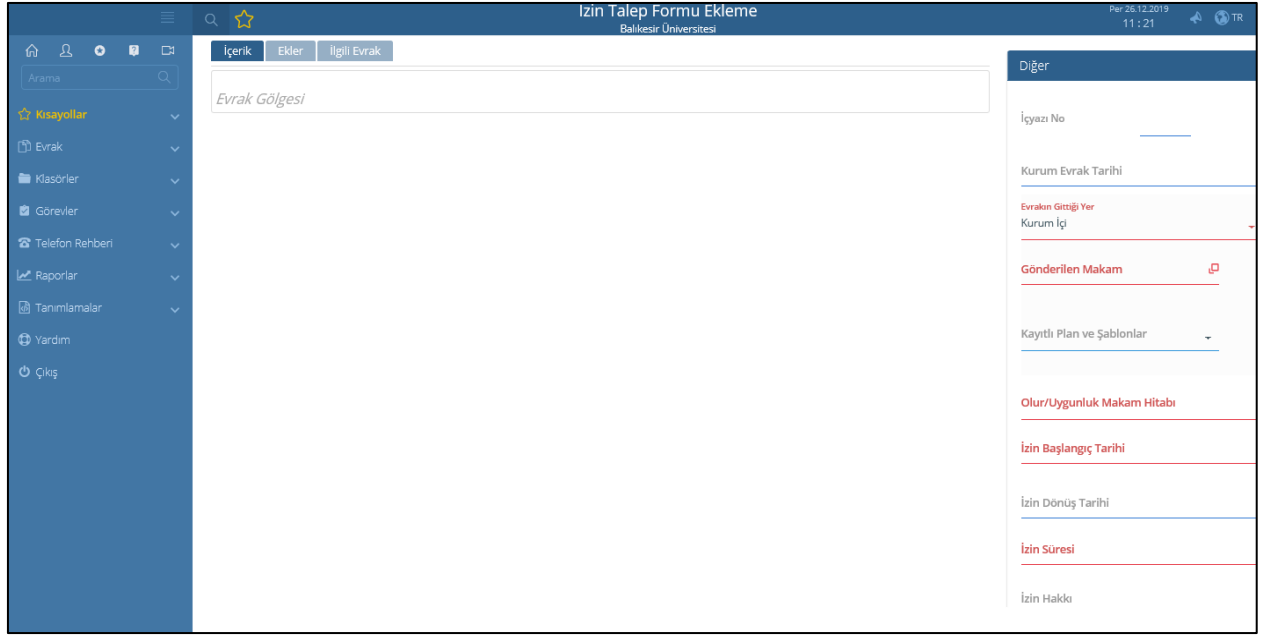 Izin Talep Formu Ekleme
Balıkesir Üniversitesi
Per 26.12.2019
11 : 21
TR
Arama
Kısayollar
Evrak
Klasörler
Görevler
Telefon Rehberi
Raporlar
Tanımlamalar
Yardım
Çıkış
İçerik
Ekler
İlgili Evrak
Evrak Gölgesi
Diğer
İçyazı No
Kurum Evrak Tarihi
Evrakın Gittiği Yer
Kurum İçi
Gönderilen Makam
Kayıtlı Plan ve Şablonlar
Olur/Uygunluk Makam Hitabı
İzin Başlangıç Tarihi
İzin Dönüş Tarihi
İzin Süresi
İzin Hakkı